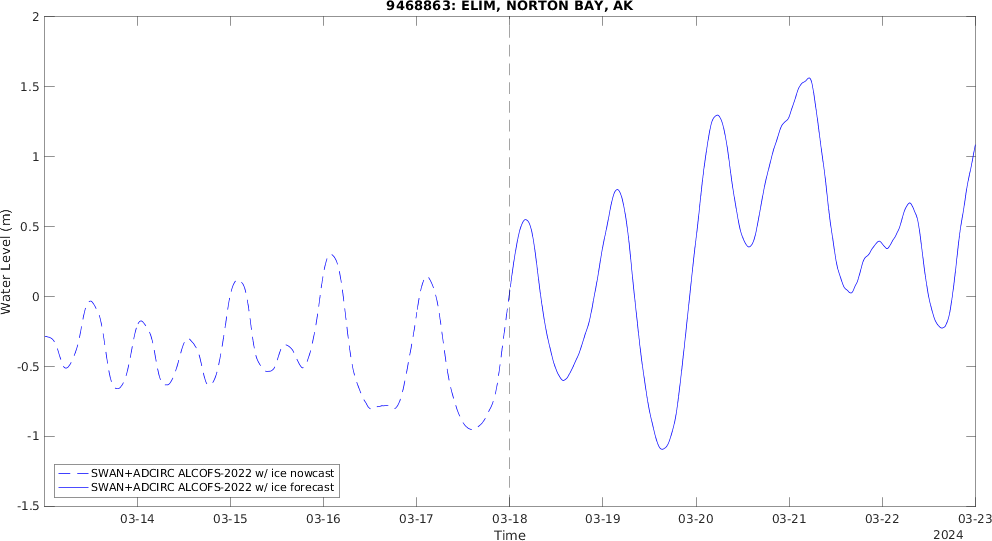 9468863: ELIM, NORTON BAY, AK
2
1.5
1
0.5
0
-0.5
-1
-1.5
Water Level (m)
SWAN+ADCIRC ALCOFS-2022 w/ ice nowcast
SWAN+ADCIRC ALCOFS-2022 w/ ice forecast
03-14 03-15 03-16 03-17 03-18 03-19 03-20 03-21 03-22 03-23
Time
2024